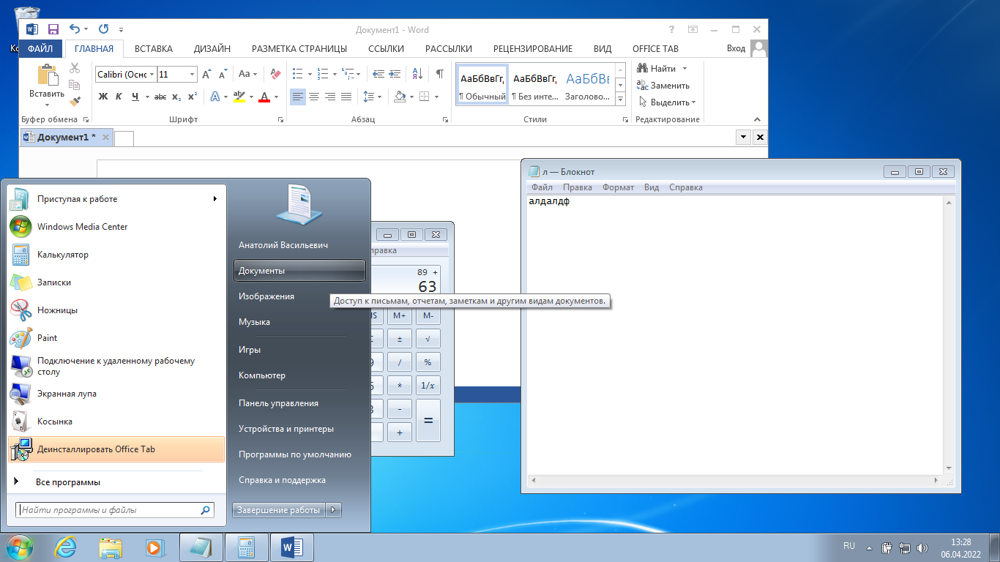 Документ1 - Word
ФАЙЛ ГЛАВНАЯ ВСТАВКА ДИЗАЙН РАЗМЕТКА СТРАНИЦЫ ССЫЛКИ РАССЫЛКИ РЕЦЕНЗИРОВАНИЕ ВИД OFFICE TAB Вход
Вставить
Calibri (Оснс 11
Aa
Ж К Ч abc x₂ x²
АаБбВвГг, АаБбВвГг, АаБбВв
¶ Обычный ¶ Без инте... Заголово...
Найти
Заменить
Выделить
Буфер обмена Шрифт Абзац Стили Редактирование
Документ1 *
л — Блокнот
Файл Правка Формат Вид Справка
алдалдф
Приступая к работе
Windows Media Center
Калькулятор
Записки
Ножницы
Paint
Подключение к удаленному рабочему
столу
Экранная лупа
Косынка
Деинсталлировать Office Tab
Все программы
Найти программы и файлы
Анатолий Васильевич
Документы
Изображения
Музыка
Игры
Компьютер
Панель управления
Устройства и принтеры
Программы по умолчанию
Справка и поддержка
Завершение работы
Доступ к письмам, отчетам, заметкам и другим видам документов.
89 +
63
M+ M-
± √
/ %
* 1/x
- =
+
RU
13:28
06.04.2022